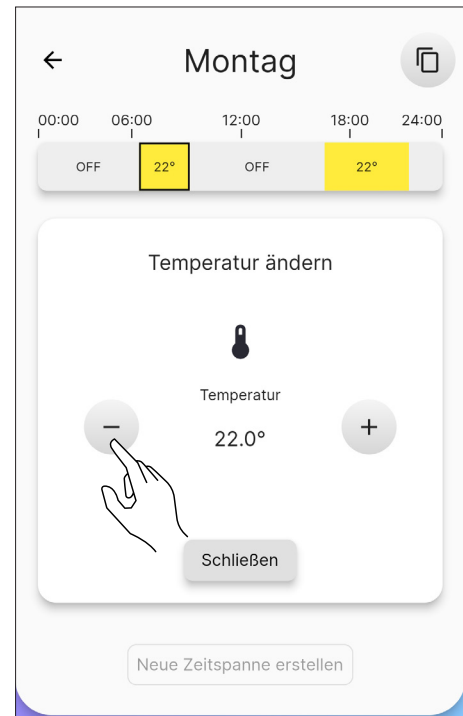 Montag
00:00 06:00 12:00 18:00 24:00
OFF 22° OFF 22°
Temperatur ändern
Temperatur
− 22.0° +
Schließen
Neue Zeitspanne erstellen